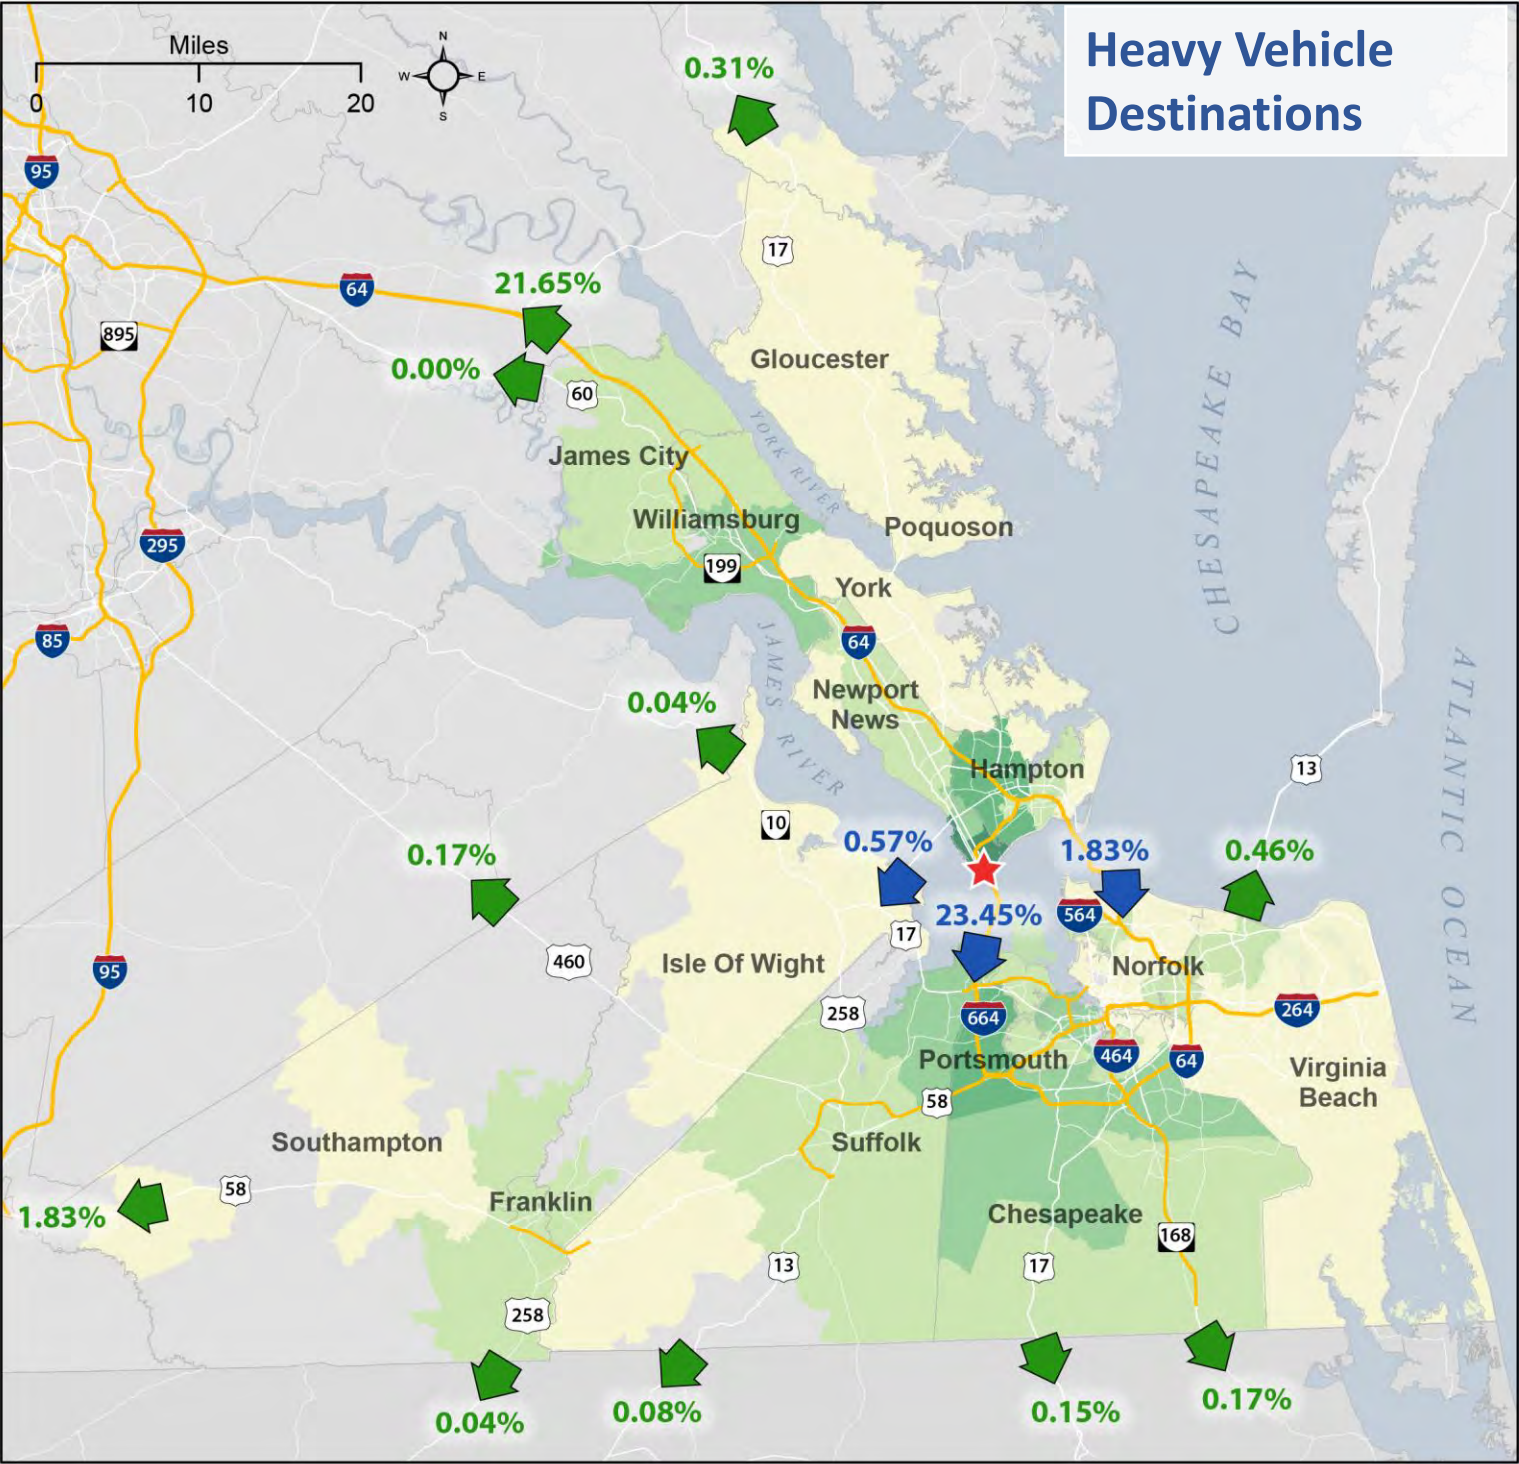 Heavy Vehicle
Destinations
Miles
0 10 20
N
W E
S
0.31%
95
17
21.65%
64
895
0.00%
60
Gloucester
CHESAPEAKE BAY
YORK RIVER
James City
Williamsburg
Poquoson
295
199
York
85
64
JAMES RIVER
Newport
News
0.04%
ATLANTIC OCEAN
Hampton
13
10
0.57%
1.83%
0.46%
0.17%
23.45%
564
17
460
Isle Of Wight
Norfolk
95
258
664
264
Portsmouth
464
64
Virginia
Beach
58
Southampton
Suffolk
58
Franklin
1.83%
Chesapeake
168
13
17
258
0.04%
0.08%
0.15%
0.17%